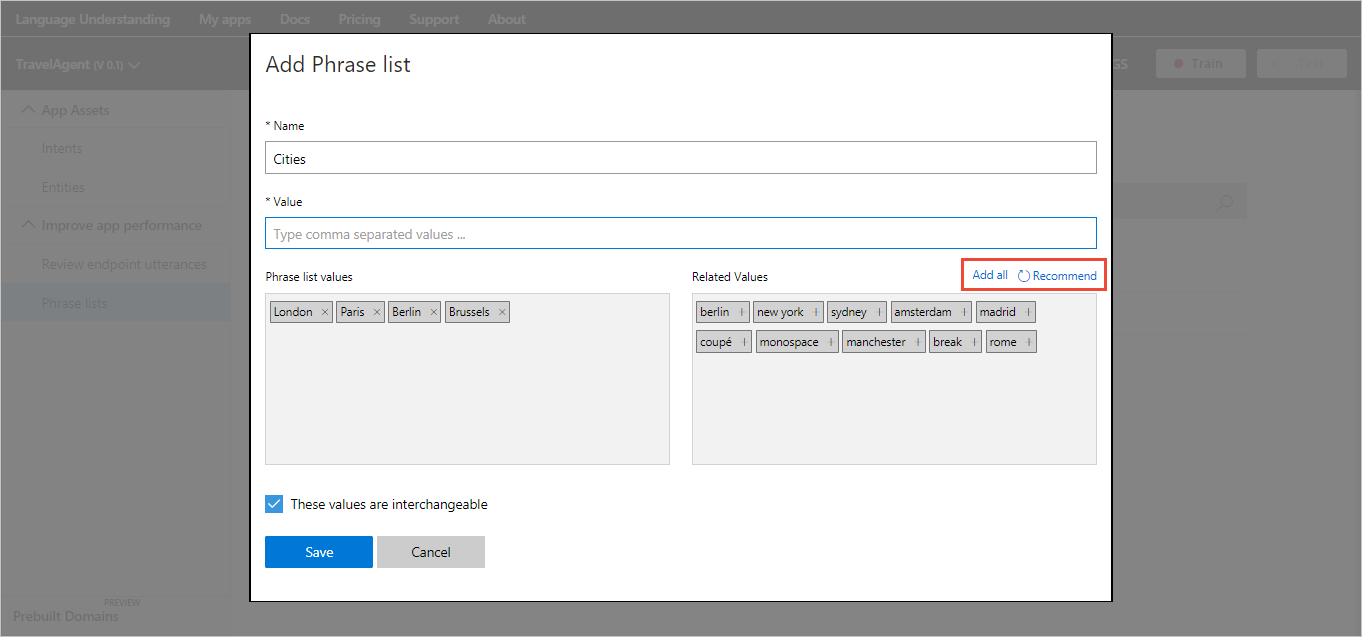 Language Understanding My apps Docs Pricing Support About
TravelAgent (V 0.1) GS Train Test
App Assets
Intents
Entities
Improve app performance
Review endpoint utterances
Phrase lists
PREVIEW
Prebuilt Domains
Add Phrase list
* Name
Cities
* Value
Type comma separated values ...
Phrase list values Related Values Add all Recommend
London × Paris × Berlin × Brussels × berlin + new york + sydney + amsterdam + madrid +
coupé + monospace + manchester + break + rome +
These values are interchangeable
Save Cancel